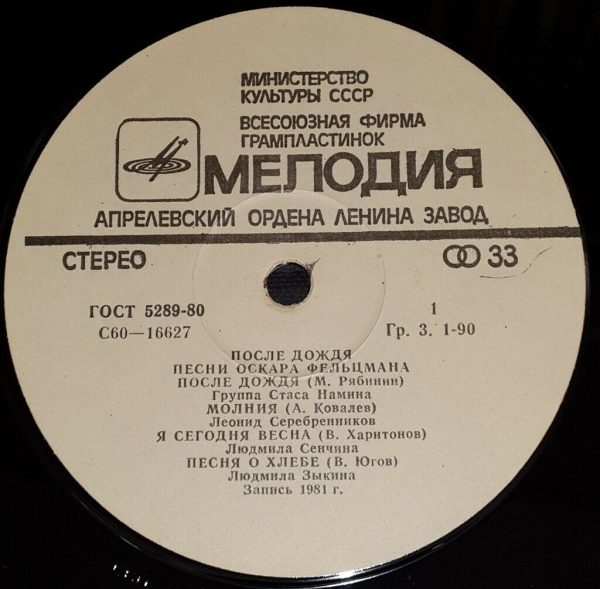 МИНИСТЕРСТВО
КУЛЬТУРЫ СССР
ВСЕСОЮЗНАЯ ФИРМА
ГРАМПЛАСТИНОК
МЕЛОДИЯ
АПРЕЛЕВСКИЙ ОРДЕНА ЛЕНИНА ЗАВОД
СТЕРЕО 33
ГОСТ 5289-80 1
С60—16627 Гр. 3. 1-90
ПОСЛЕ ДОЖДЯ
ПЕСНИ ОСКАРА ФЕЛЬЦМАНА
ПОСЛЕ ДОЖДЯ (М. Рябинин)
Группа Стаса Намина
МОЛНИЯ (А. Ковалев)
Леонид Серебренников
Я СЕГОДНЯ ВЕСНА (В. Харитонов)
Людмила Сенчина
ПЕСНЯ О ХЛЕБЕ (В. Югов)
Людмила Зыкина
Запись 1981 г.